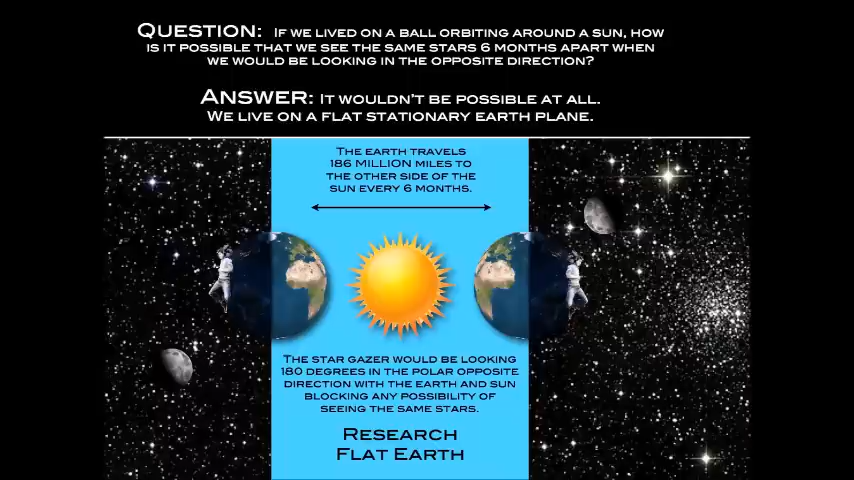 QUESTION: IF WE LIVED ON A BALL ORBITING AROUND A SUN, HOW
IS IT POSSIBLE THAT WE SEE THE SAME STARS 6 MONTHS APART WHEN
WE WOULD BE LOOKING IN THE OPPOSITE DIRECTION?
ANSWER: IT WOULDN'T BE POSSIBLE AT ALL.
WE LIVE ON A FLAT STATIONARY EARTH PLANE.
THE EARTH TRAVELS
186 MILLION MILES TO
THE OTHER SIDE OF THE
SUN EVERY 6 MONTHS.
THE STAR GAZER WOULD BE LOOKING
180 DEGREES IN THE POLAR OPPOSITE
DIRECTION WITH THE EARTH AND SUN
BLOCKING ANY POSSIBILITY OF
SEEING THE SAME STARS.
RESEARCH
FLAT EARTH